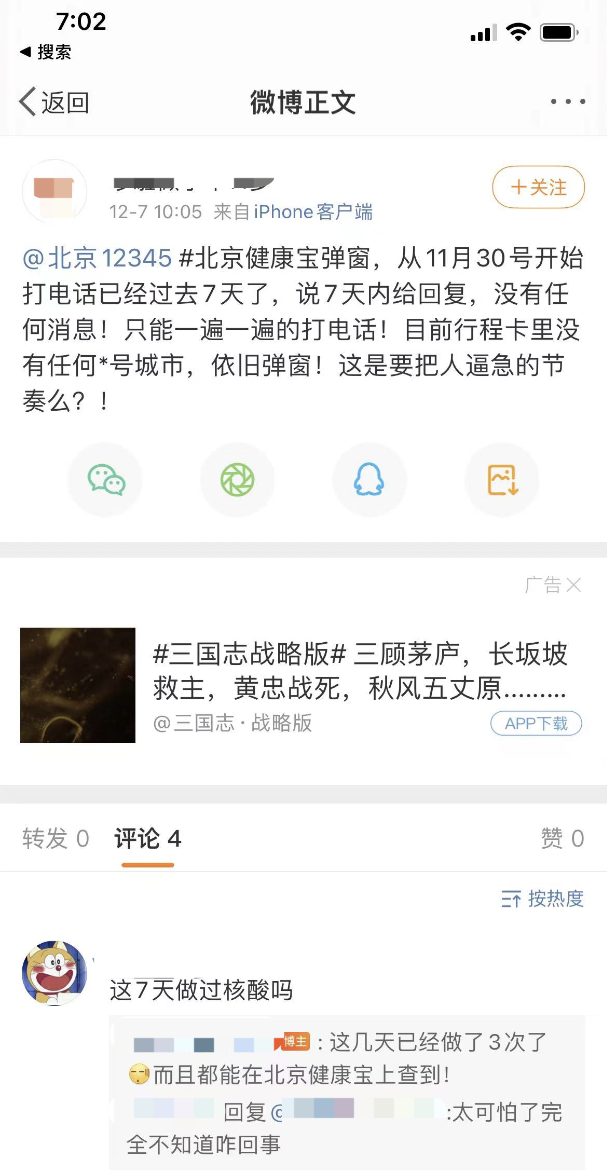 7:02
◀ 搜索
返回
微博正文
+关注
12-7 10:05 来自iPhone客户端
@北京12345 #北京健康宝弹窗，从11月30号开始
打电话已经过去7天了，说7天内给回复，没有任
何消息！只能一遍一遍的打电话！目前行程卡里没
有任何*号城市，依旧弹窗！这是要把人逼急的节
奏么？！
广告
#三国志战略版# 三顾茅庐，长坂坡
救主，黄忠战死，秋风五丈原………
@三国志·战略版
APP下载
转发 0 评论 4 赞 0
按热度
这7天做过核酸吗
博主：这几天已经做了3次了
而且都能在北京健康宝上查到！
回复@ :太可怕了完
全不知道咋回事